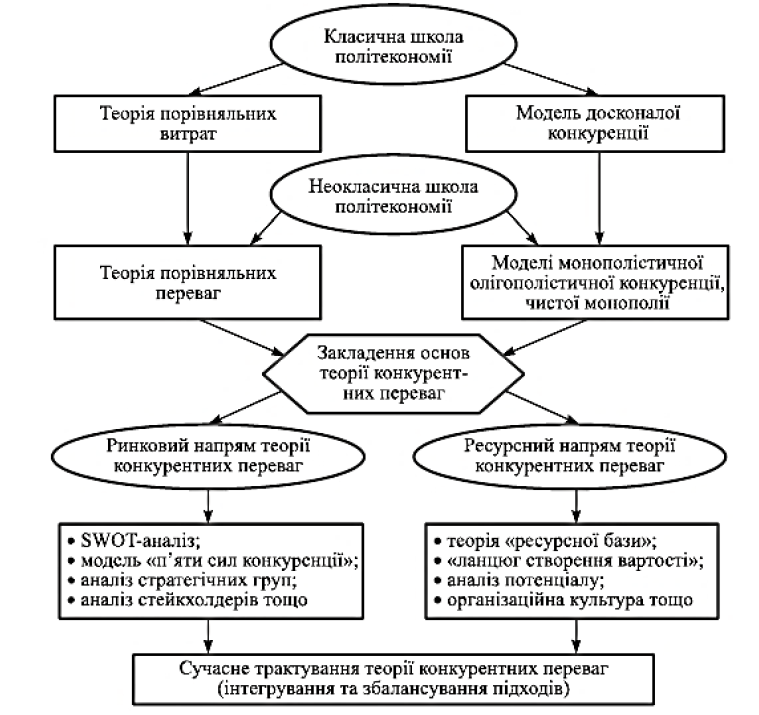 Класична школа
політекономії
Теорія порівняльних
витрат
Модель досконалої
конкуренції
Неокласична школа
політекономії
Теорія порівняльних
переваг
Моделі монополістичної
олігополістичної конкуренції,
чистої монополії
Закладення основ
теорії конкурент-
них переваг
Ринковий напрям теорії
конкурентних переваг
Ресурсний напрям теорії
конкурентних переваг
• SWOT-аналіз;
• модель «п’яти сил конкуренції»;
• аналіз стратегічних груп;
• аналіз стейкхолдерів тощо
• теорія «ресурсної бази»;
• «ланцюг створення вартості»;
• аналіз потенціалу;
• організаційна культура тощо
Сучасне трактування теорії конкурентних переваг
(інтегрування та збалансування підходів)